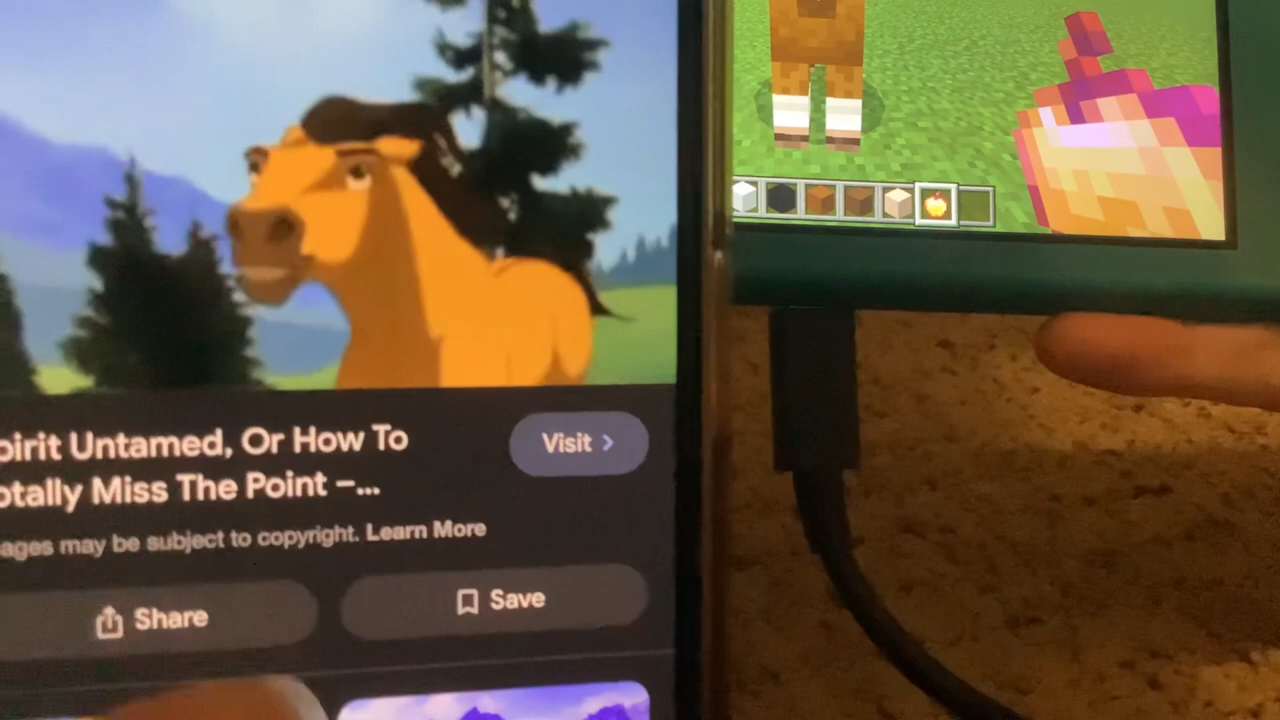 pirit Untamed, Or How To
otally Miss The Point –...
Visit >
ages may be subject to copyright. Learn More
Share
Save